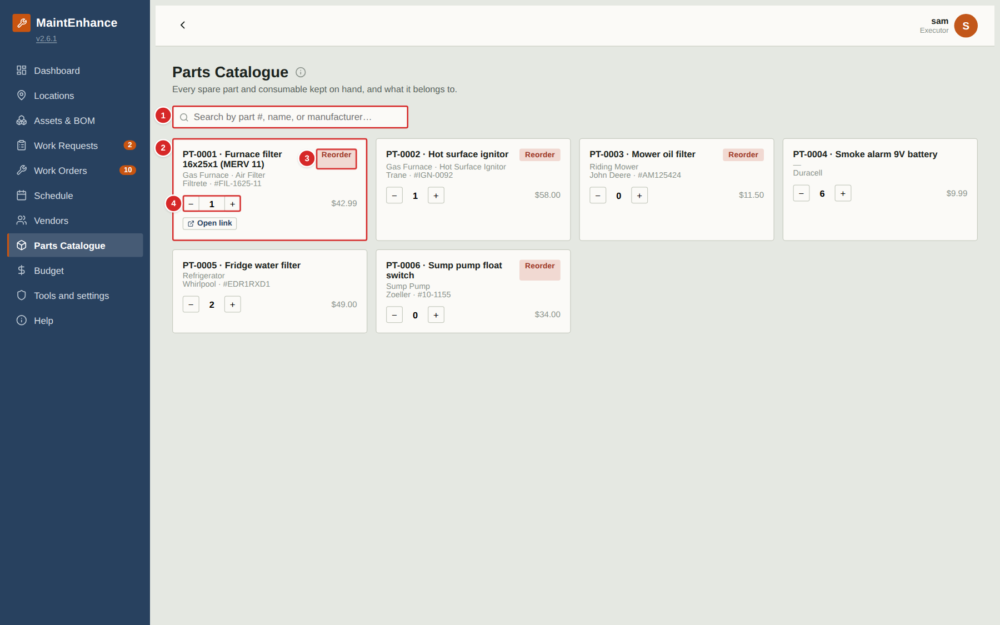 MaintEnhance
v2.6.1
Dashboard
Locations
Assets & BOM
Work Requests 2
Work Orders 10
Schedule
Vendors
Parts Catalogue
Budget
Tools and settings
Help
sam
Executor
S
Parts Catalogue
Every spare part and consumable kept on hand, and what it belongs to.
1
Search by part #, name, or manufacturer…
2
PT-0001 · Furnace filter
16x25x1 (MERV 11)
3
Reorder
Gas Furnace · Air Filter
Filtrete · #FIL-1625-11
4
− 1 + $42.99
Open link
PT-0002 · Hot surface ignitor
Reorder
Gas Furnace · Hot Surface Ignitor
Trane · #IGN-0092
− 1 + $58.00
PT-0003 · Mower oil filter
Reorder
Riding Mower
John Deere · #AM125424
− 0 + $11.50
PT-0004 · Smoke alarm 9V battery
—
Duracell
− 6 + $9.99
PT-0005 · Fridge water filter
Refrigerator
Whirlpool · #EDR1RXD1
− 2 + $49.00
PT-0006 · Sump pump float
switch
Reorder
Sump Pump
Zoeller · #10-1155
− 0 + $34.00